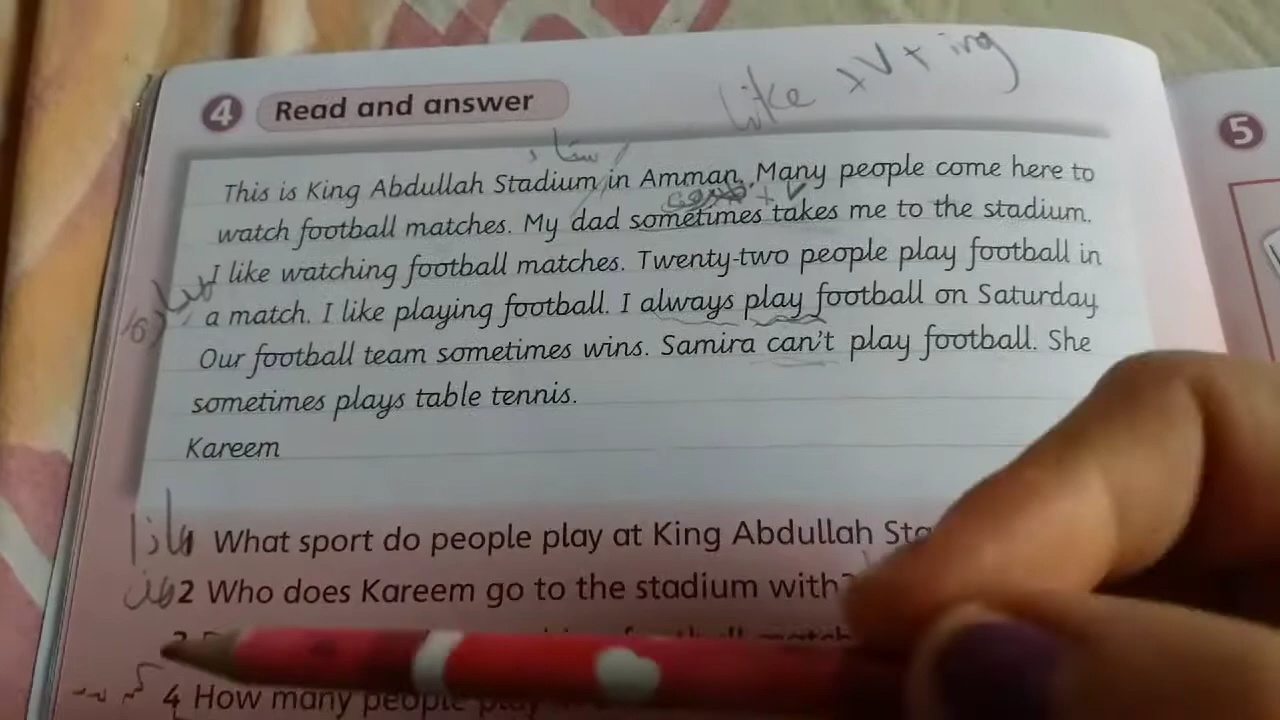 like + V + ing
4 Read and answer
5
ستاد
This is King Abdullah Stadium in Amman. Many people come here to
watch football matches. My dad sometimes takes me to the stadium.
I like watching football matches. Twenty-two people play football in
a match. I like playing football. I always play football on Saturday
Our football team sometimes wins. Samira can't play football. She
sometimes plays table tennis.
Kareem
ماذا What sport do people play at King Abdullah
2 Who does Kareem go to the stadium with?
4 How many people play